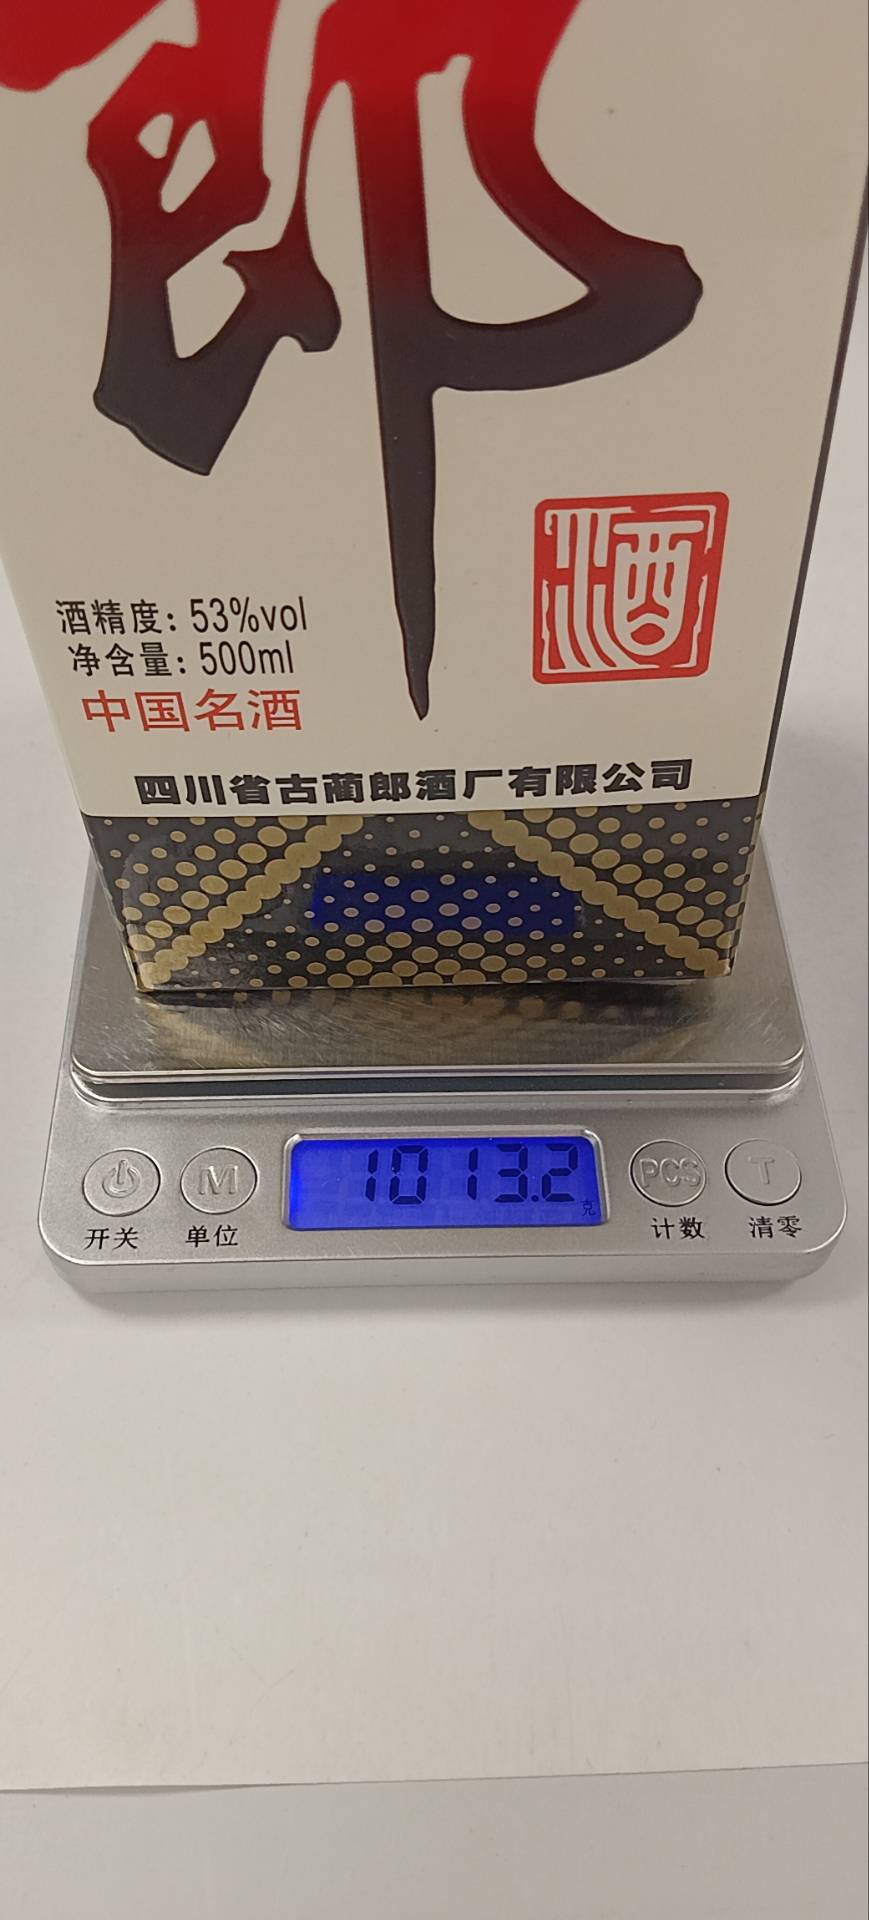 郎
酒
酒精度: 53%vol
净含量: 500ml
中国名酒
四川省古蔺郎酒厂有限公司
1013.2
克
M
PCS
T
开关
单位
计数
清零